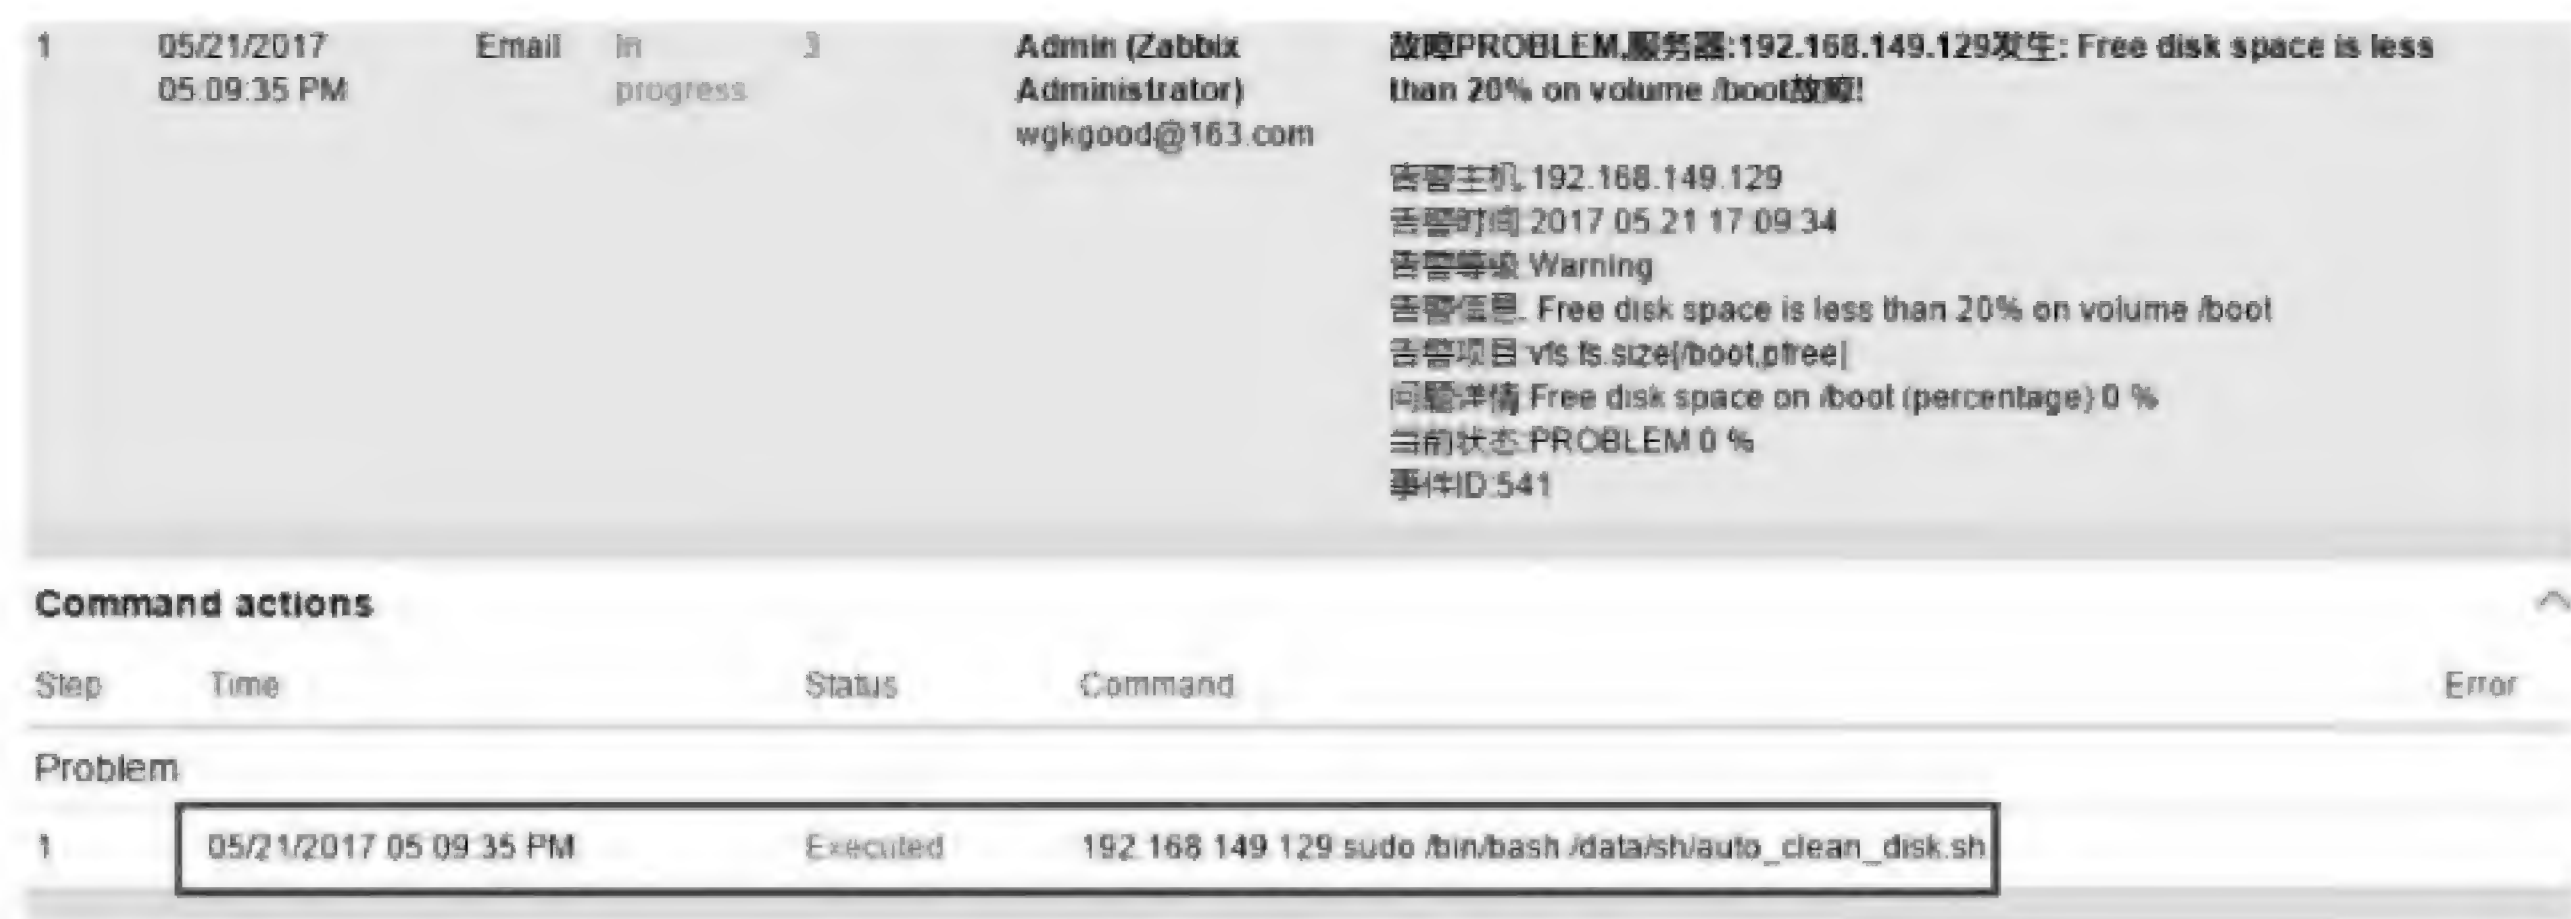 1 05/21/2017 Email In 3 Admin (Zabbix 故障PROBLEM,服务器:192.168.149.129发生: Free disk space is less
05:09:35 PM progress Administrator) than 20% on volume /boot故障!
wgkgood@163.com
告警主机:192.168.149.129
告警时间:2017.05.21 17:09:34
告警等级:Warning
告警信息: Free disk space is less than 20% on volume /boot
告警项目:vfs.fs.size[/boot,pfree]
问题详情:Free disk space on /boot (percentage):0 %
当前状态:PROBLEM:0 %
事件ID:541
Command actions
Step Time Status Command Error
Problem
1 05/21/2017 05:09:35 PM Executed 192.168.149.129:sudo /bin/bash /data/sh/auto_clean_disk.sh